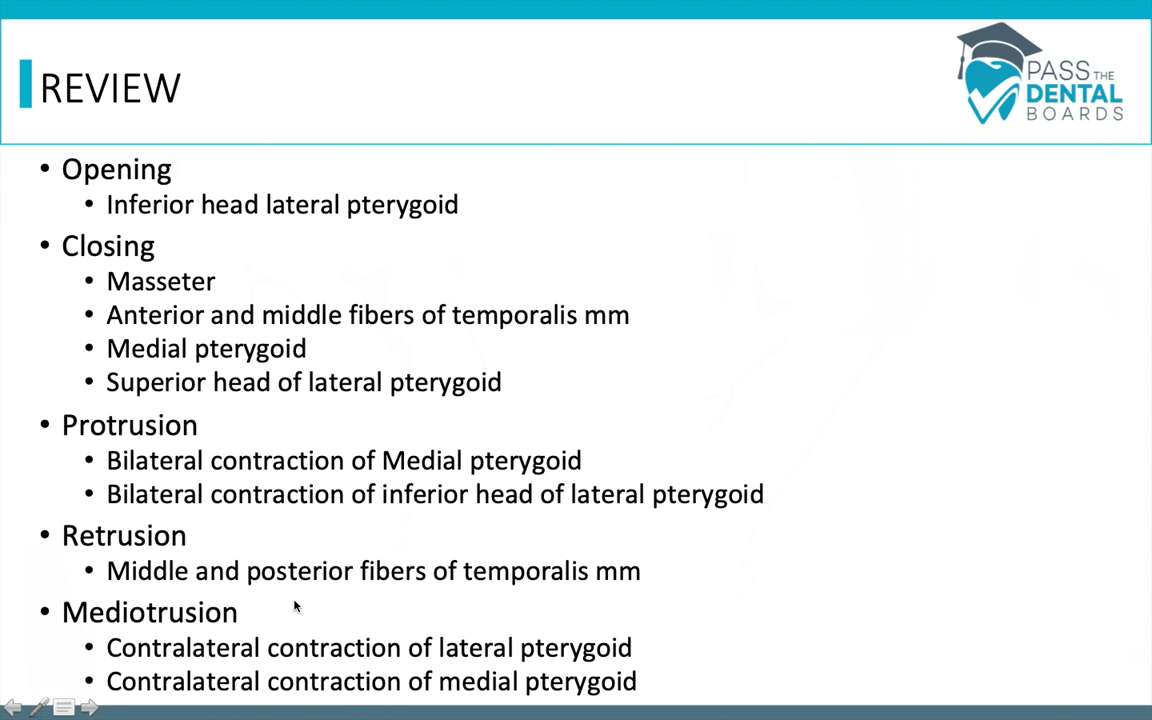 REVIEW
PASS THE
DENTAL
BOARDS
• Opening
• Inferior head lateral pterygoid
• Closing
• Masseter
• Anterior and middle fibers of temporalis mm
• Medial pterygoid
• Superior head of lateral pterygoid
• Protrusion
• Bilateral contraction of Medial pterygoid
• Bilateral contraction of inferior head of lateral pterygoid
• Retrusion
• Middle and posterior fibers of temporalis mm
• Mediotrusion
• Contralateral contraction of lateral pterygoid
• Contralateral contraction of medial pterygoid